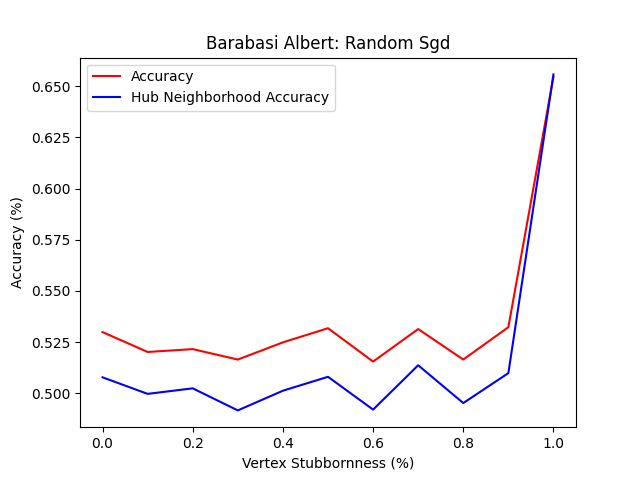 Barabasi Albert: Random Sgd
Accuracy
Hub Neighborhood Accuracy
0.650
0.625
0.600
0.575
0.550
0.525
0.500
Accuracy (%)
0.0 0.2 0.4 0.6 0.8 1.0
Vertex Stubbornness (%)